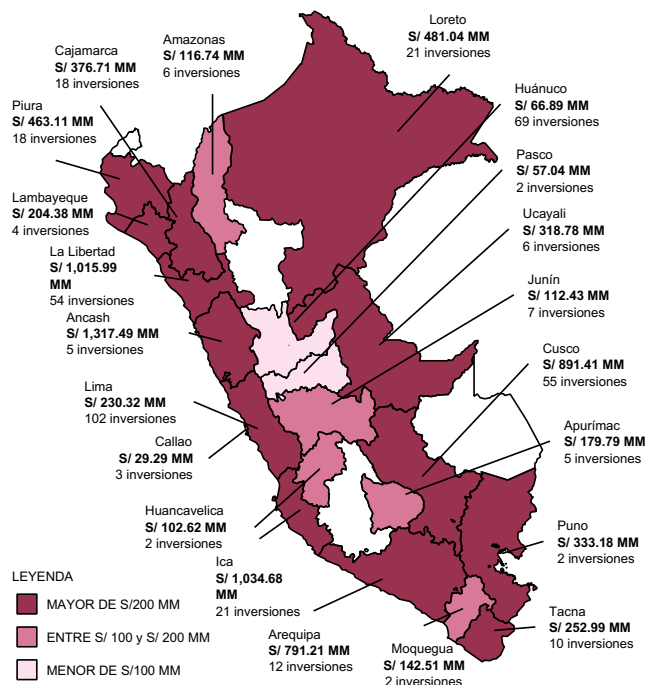 Loreto
S/ 481.04 MM
21 inversiones
Amazonas
S/ 116.74 MM
6 inversiones
Cajamarca
S/ 376.71 MM
18 inversiones
Huánuco
S/ 66.89 MM
69 inversiones
Piura
S/ 463.11 MM
18 inversiones
Pasco
S/ 57.04 MM
2 inversiones
Lambayeque
S/ 204.38 MM
4 inversiones
Ucayali
S/ 318.78 MM
6 inversiones
La Libertad
S/ 1,015.99
MM
54 inversiones
Junín
S/ 112.43 MM
7 inversiones
Ancash
S/ 1,317.49 MM
5 inversiones
Cusco
S/ 891.41 MM
55 inversiones
Lima
S/ 230.32 MM
102 inversiones
Apurímac
S/ 179.79 MM
5 inversiones
Callao
S/ 29.29 MM
3 inversiones
Huancavelica
S/ 102.62 MM
2 inversiones
Puno
S/ 333.18 MM
2 inversiones
Ica
S/ 1,034.68
MM
21 inversiones
LEYENDA
MAYOR DE S/200 MM
ENTRE S/ 100 y S/ 200 MM
MENOR DE S/100 MM
Tacna
S/ 252.99 MM
10 inversiones
Arequipa
S/ 791.21 MM
12 inversiones
Moquegua
S/ 142.51 MM
2 inversiones